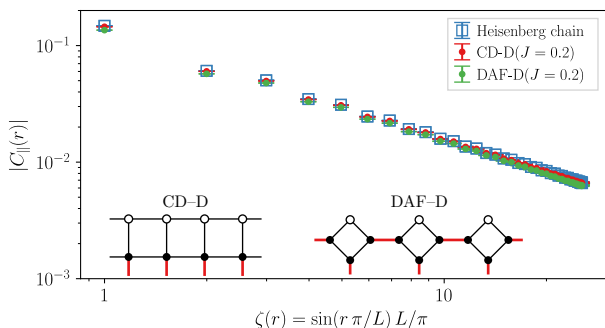 10⁻¹
10⁻²
10⁻³
|C∥(r)|
Heisenberg chain
CD-D(J = 0.2)
DAF-D(J = 0.2)
CD–D
DAF–D
1
10
ζ(r) = sin(r π/L) L/π